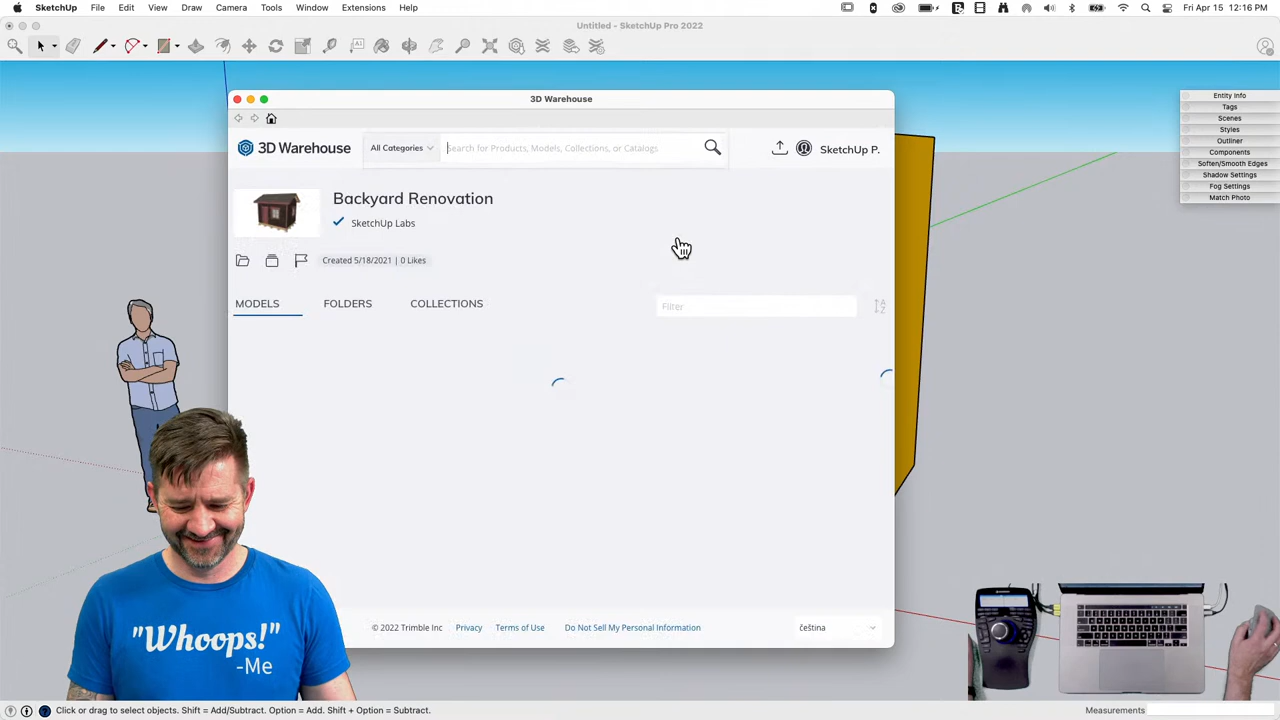 SketchUp File Edit View Draw Camera Tools Window Extensions Help Fri Apr 15 12:16 PM
Untitled - SketchUp Pro 2022
3D Warehouse
Entity Info
Tags
Scenes
Styles
Outliner
Components
Soften/Smooth Edges
Shadow Settings
Fog Settings
Match Photo
3D Warehouse All Categories Search for Products, Models, Collections, or Catalogs SketchUp P.
Backyard Renovation
SketchUp Labs
Created 5/18/2021 | 0 Likes
MODELS FOLDERS COLLECTIONS Filter
© 2022 Trimble Inc Privacy Terms of Use Do Not Sell My Personal Information čeština
"Whoops!"
-Me
Click or drag to select objects. Shift = Add/Subtract. Option = Add. Shift + Option = Subtract. Measurements